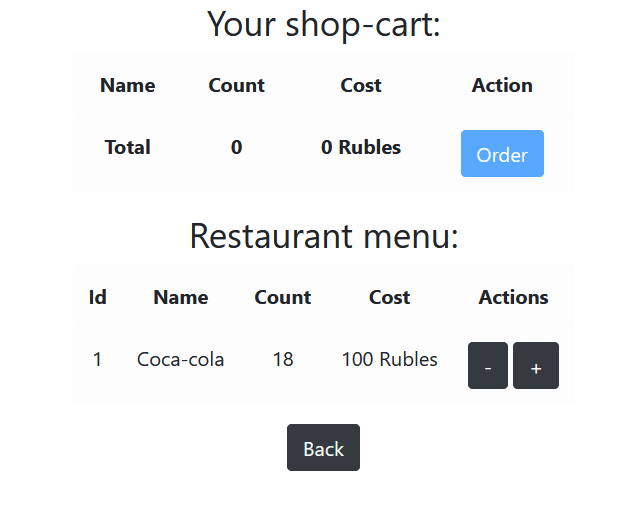 Your shop-cart:
Name Count Cost Action
Total 0 0 Rubles Order
Restaurant menu:
Id Name Count Cost Actions
1 Coca-cola 18 100 Rubles - +
Back